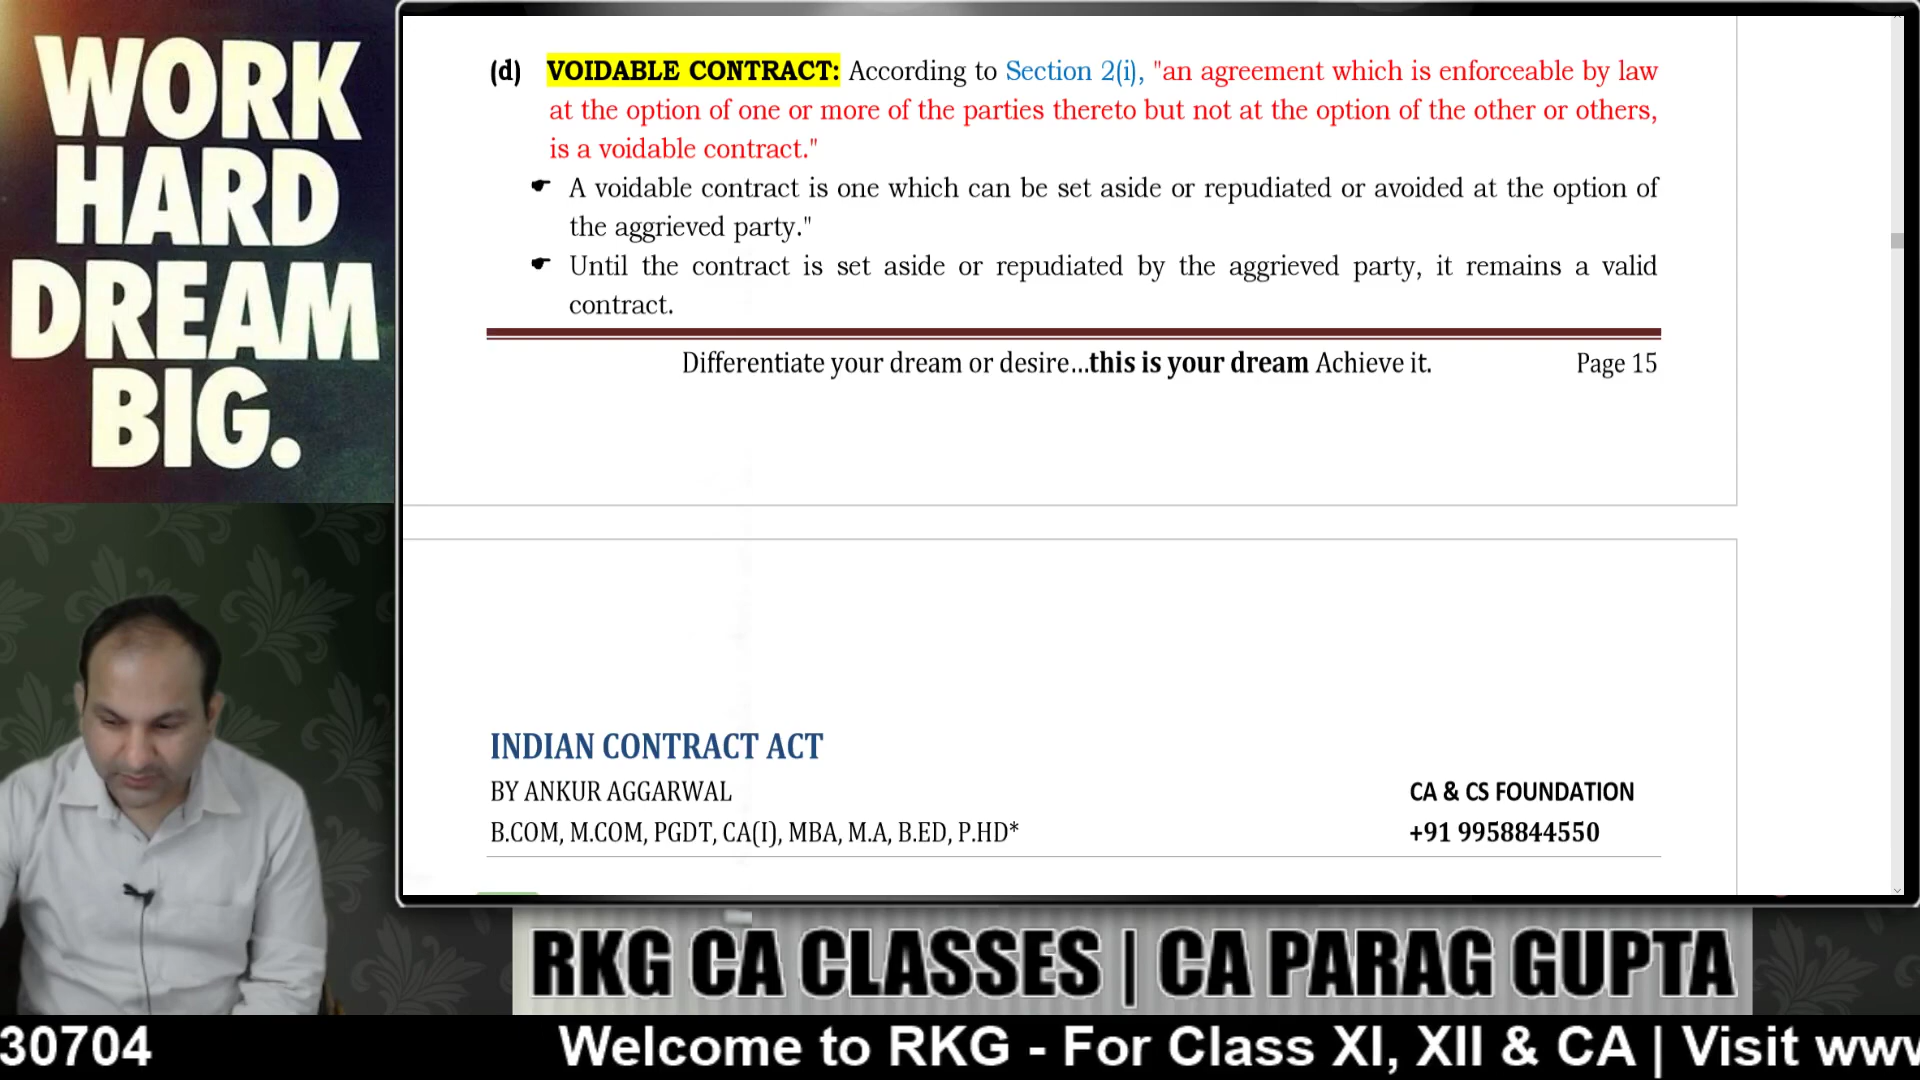 WORK
HARD
DREAM
BIG.
(d) VOIDABLE CONTRACT: According to Section 2(i), "an agreement which is enforceable by law
at the option of one or more of the parties thereto but not at the option of the other or others,
is a voidable contract."
A voidable contract is one which can be set aside or repudiated or avoided at the option of
the aggrieved party."
Until the contract is set aside or repudiated by the aggrieved party, it remains a valid
contract.
Differentiate your dream or desire...this is your dream Achieve it. Page 15
INDIAN CONTRACT ACT
BY ANKUR AGGARWAL CA & CS FOUNDATION
B.COM, M.COM, PGDT, CA(I), MBA, M.A, B.ED, P.HD* +91 9958844550
RKG CA CLASSES | CA PARAG GUPTA
30704 Welcome to RKG - For Class XI, XII & CA | Visit www